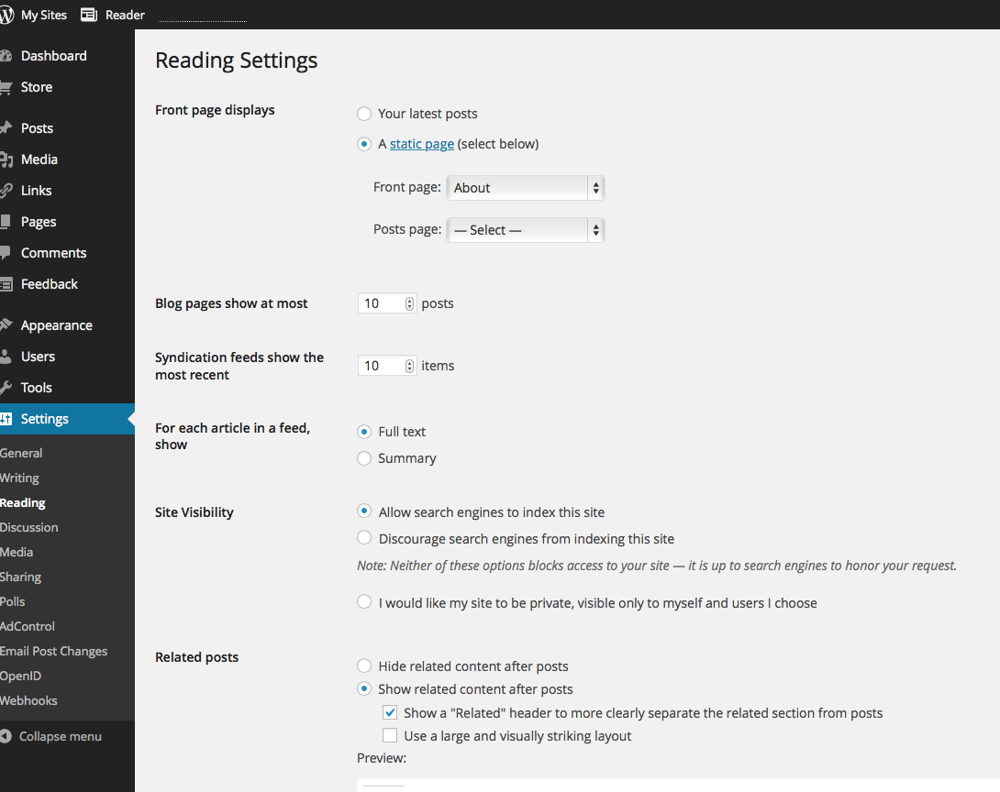 My Sites Reader
Dashboard
Store
Posts
Media
Links
Pages
Comments
Feedback
Appearance
Users
Tools
Settings
General
Writing
Reading
Discussion
Media
Sharing
Polls
AdControl
Email Post Changes
OpenID
Webhooks
Collapse menu
Reading Settings
Front page displays
Your latest posts
A static page (select below)
Front page: About
Posts page: — Select —
Blog pages show at most 10 posts
Syndication feeds show the
most recent
10 items
For each article in a feed,
show
Full text
Summary
Site Visibility
Allow search engines to index this site
Discourage search engines from indexing this site
Note: Neither of these options blocks access to your site — it is up to search engines to honor your request.
I would like my site to be private, visible only to myself and users I choose
Related posts
Hide related content after posts
Show related content after posts
Show a "Related" header to more clearly separate the related section from posts
Use a large and visually striking layout
Preview: